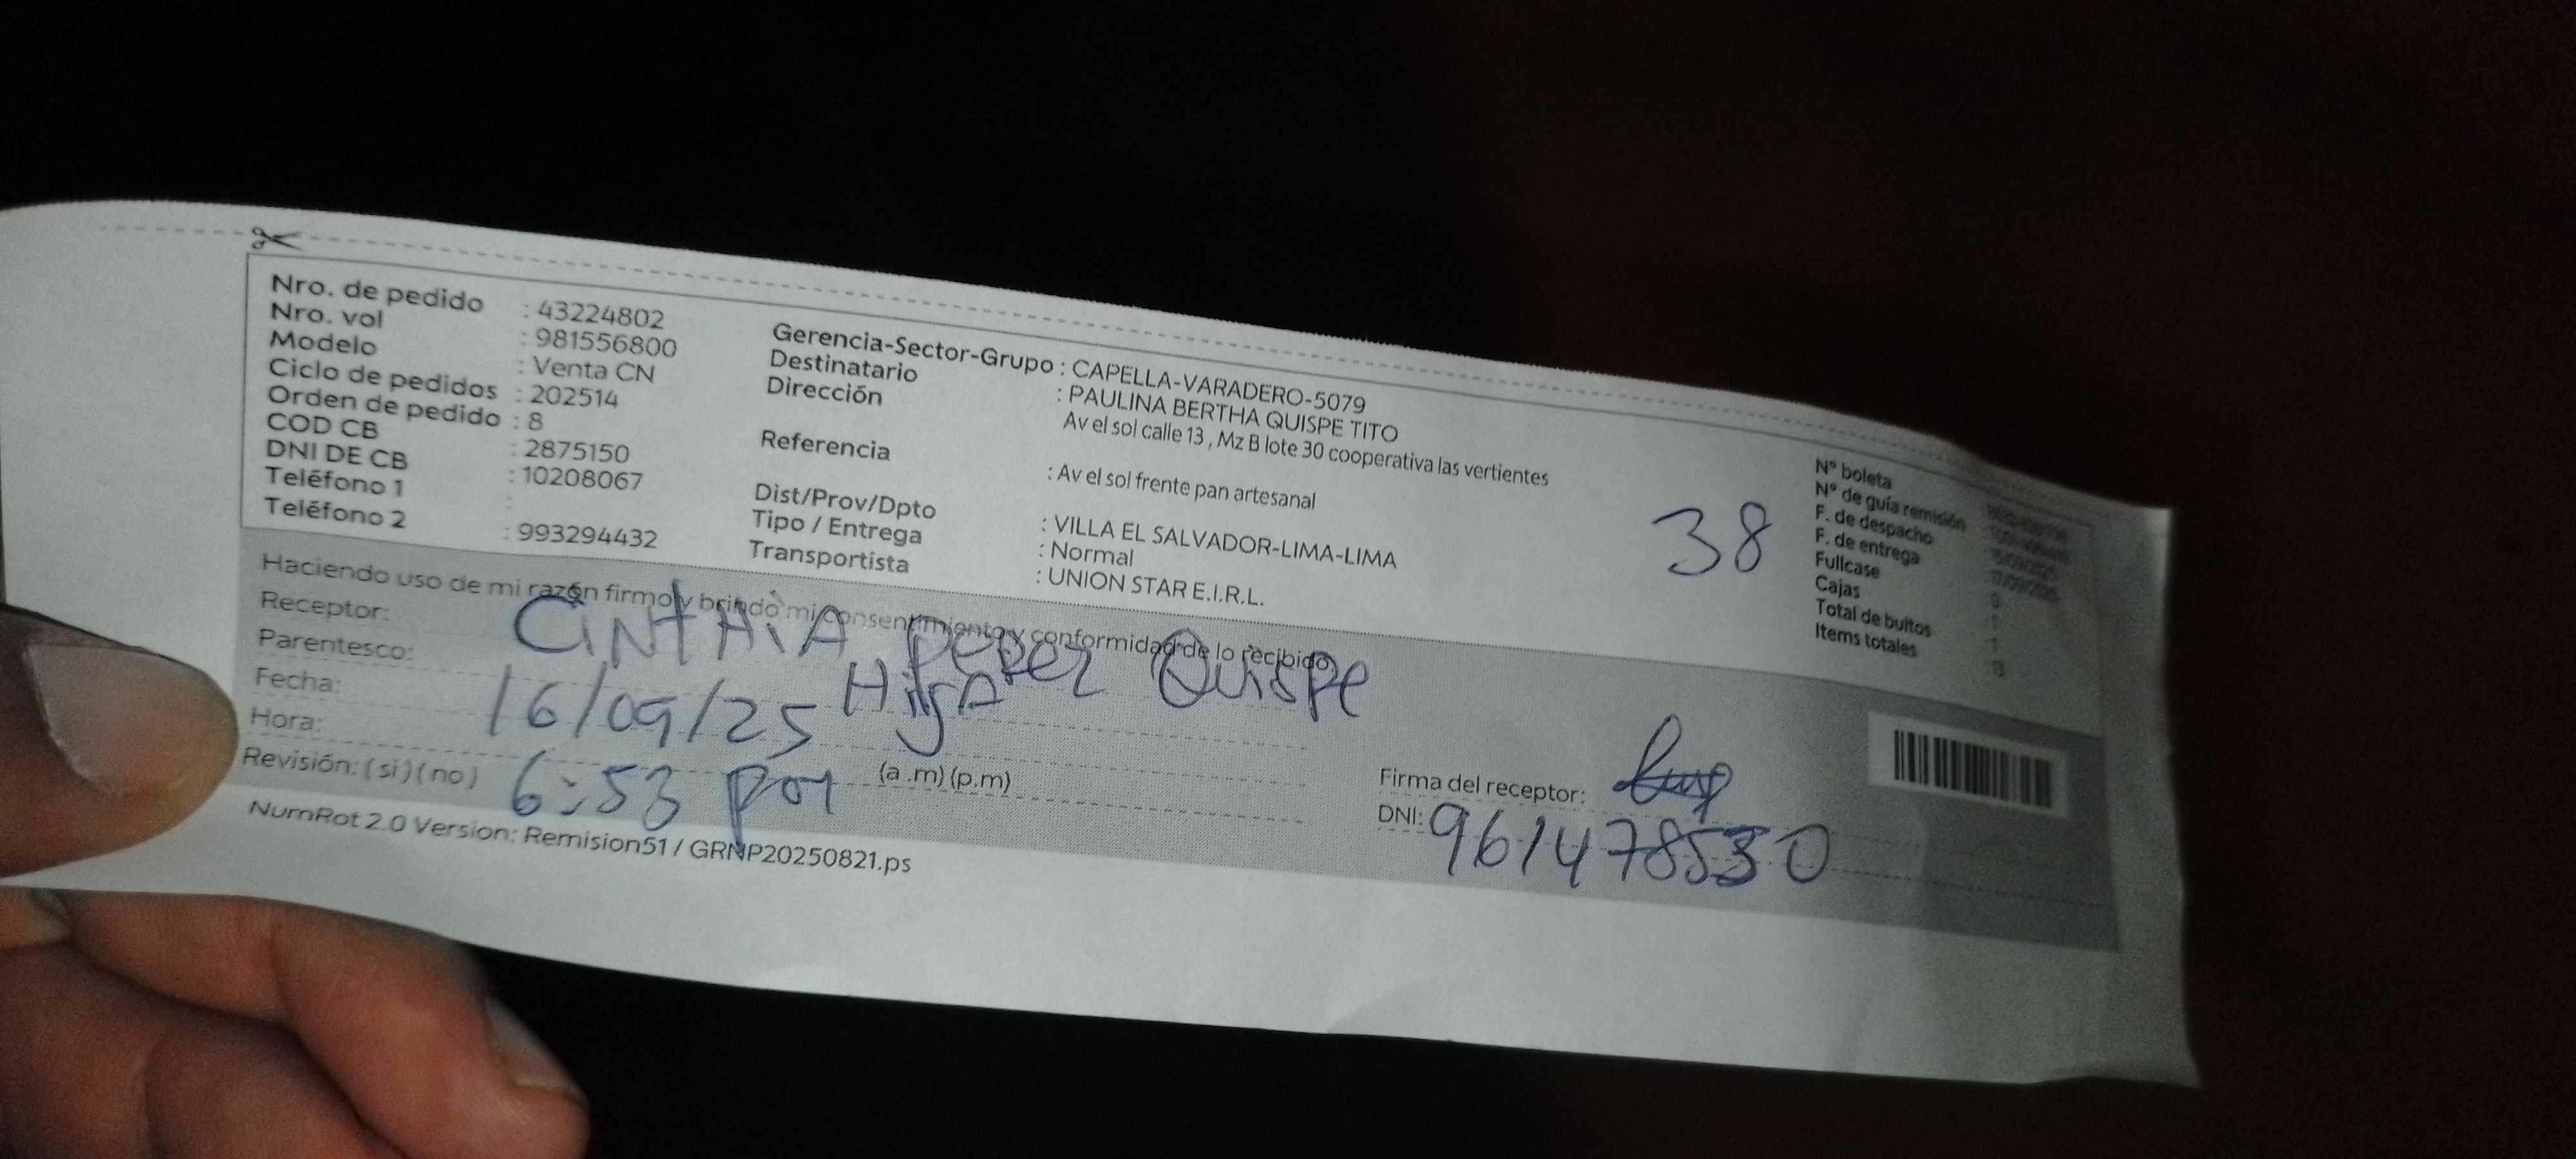 Nro. de pedido : 43224802
Nro. vol : 981556800
Modelo : Venta CN
Ciclo de pedidos : 202514
Orden de pedido : 8
COD CB : 2875150
DNI DE CB : 10208067
Teléfono 1 :
Teléfono 2 : 993294432
Gerencia-Sector-Grupo : CAPELLA-VARADERO-5079
Destinatario : PAULINA BERTHA QUISPE TITO
Dirección Av el sol calle 13 , Mz B lote 30 cooperativa las vertientes
Referencia : Av el sol frente pan artesanal
Dist/Prov/Dpto : VILLA EL SALVADOR-LIMA-LIMA
Tipo / Entrega : Normal
Transportista : UNION STAR E.I.R.L.
38
N° boleta
N° de guía remisión
F. de despacho
F. de entrega
Fullcase
Cajas : 1
Total de bultos : 1
Items totales
Haciendo uso de mi razón firmo y brindo mi consentimiento y conformidad de lo recibido.
Receptor: CiNtHiA Perez Quispe
Parentesco: HijA
Fecha: 16/09/25
Hora: 6:53 (a .m) (p.m)
Revisión: ( si ) ( no )
Firma del receptor:
DNI: 961478530
NumRot 2.0 Version: Remision51 / GRNP20250821.ps